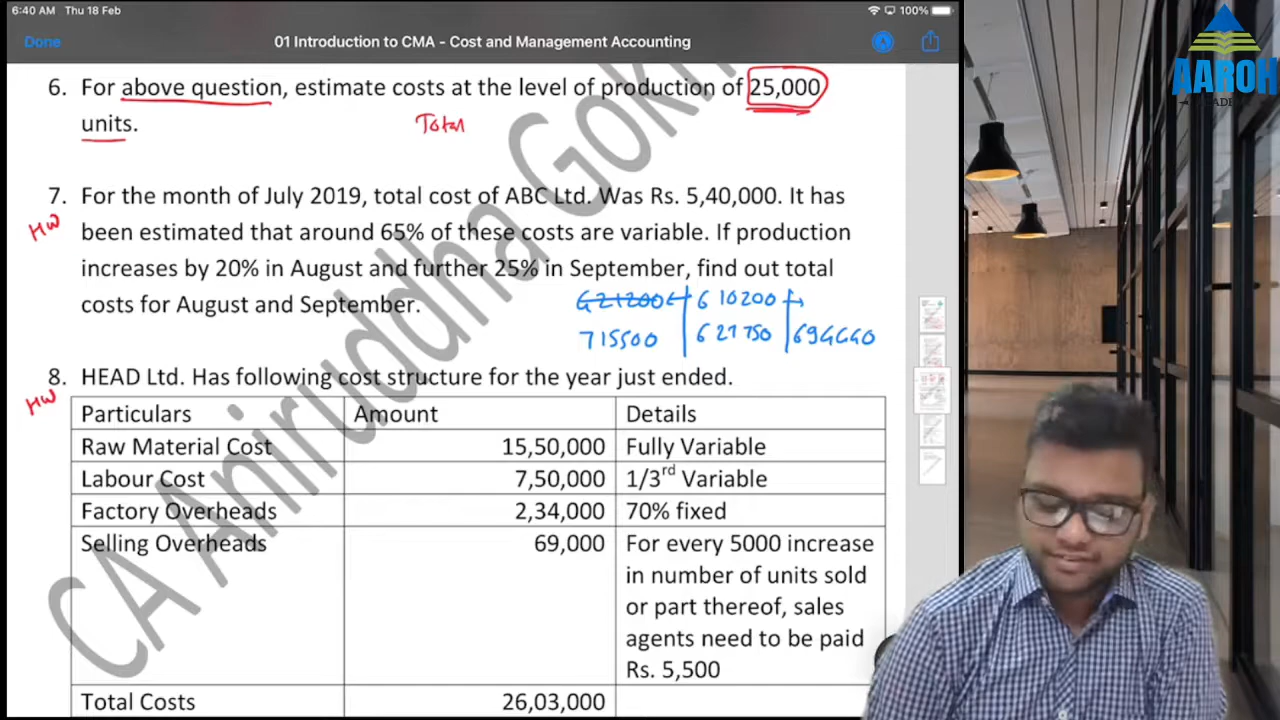 6:40 AM Thu 18 Feb
100%
Done
01 Introduction to CMA - Cost and Management Accounting
AAROH
6. For above question, estimate costs at the level of production of 25,000
units.
Total
7. For the month of July 2019, total cost of ABC Ltd. Was Rs. 5,40,000. It has
HW
been estimated that around 65% of these costs are variable. If production
increases by 20% in August and further 25% in September, find out total
costs for August and September.
621200 610200
715500 627750 694440
8. HEAD Ltd. Has following cost structure for the year just ended.
HW
Particulars Amount Details
Raw Material Cost 15,50,000 Fully Variable
Labour Cost 7,50,000 1/3rd Variable
Factory Overheads 2,34,000 70% fixed
Selling Overheads 69,000 For every 5000 increase
in number of units sold
or part thereof, sales
agents need to be paid
Rs. 5,500
Total Costs 26,03,000